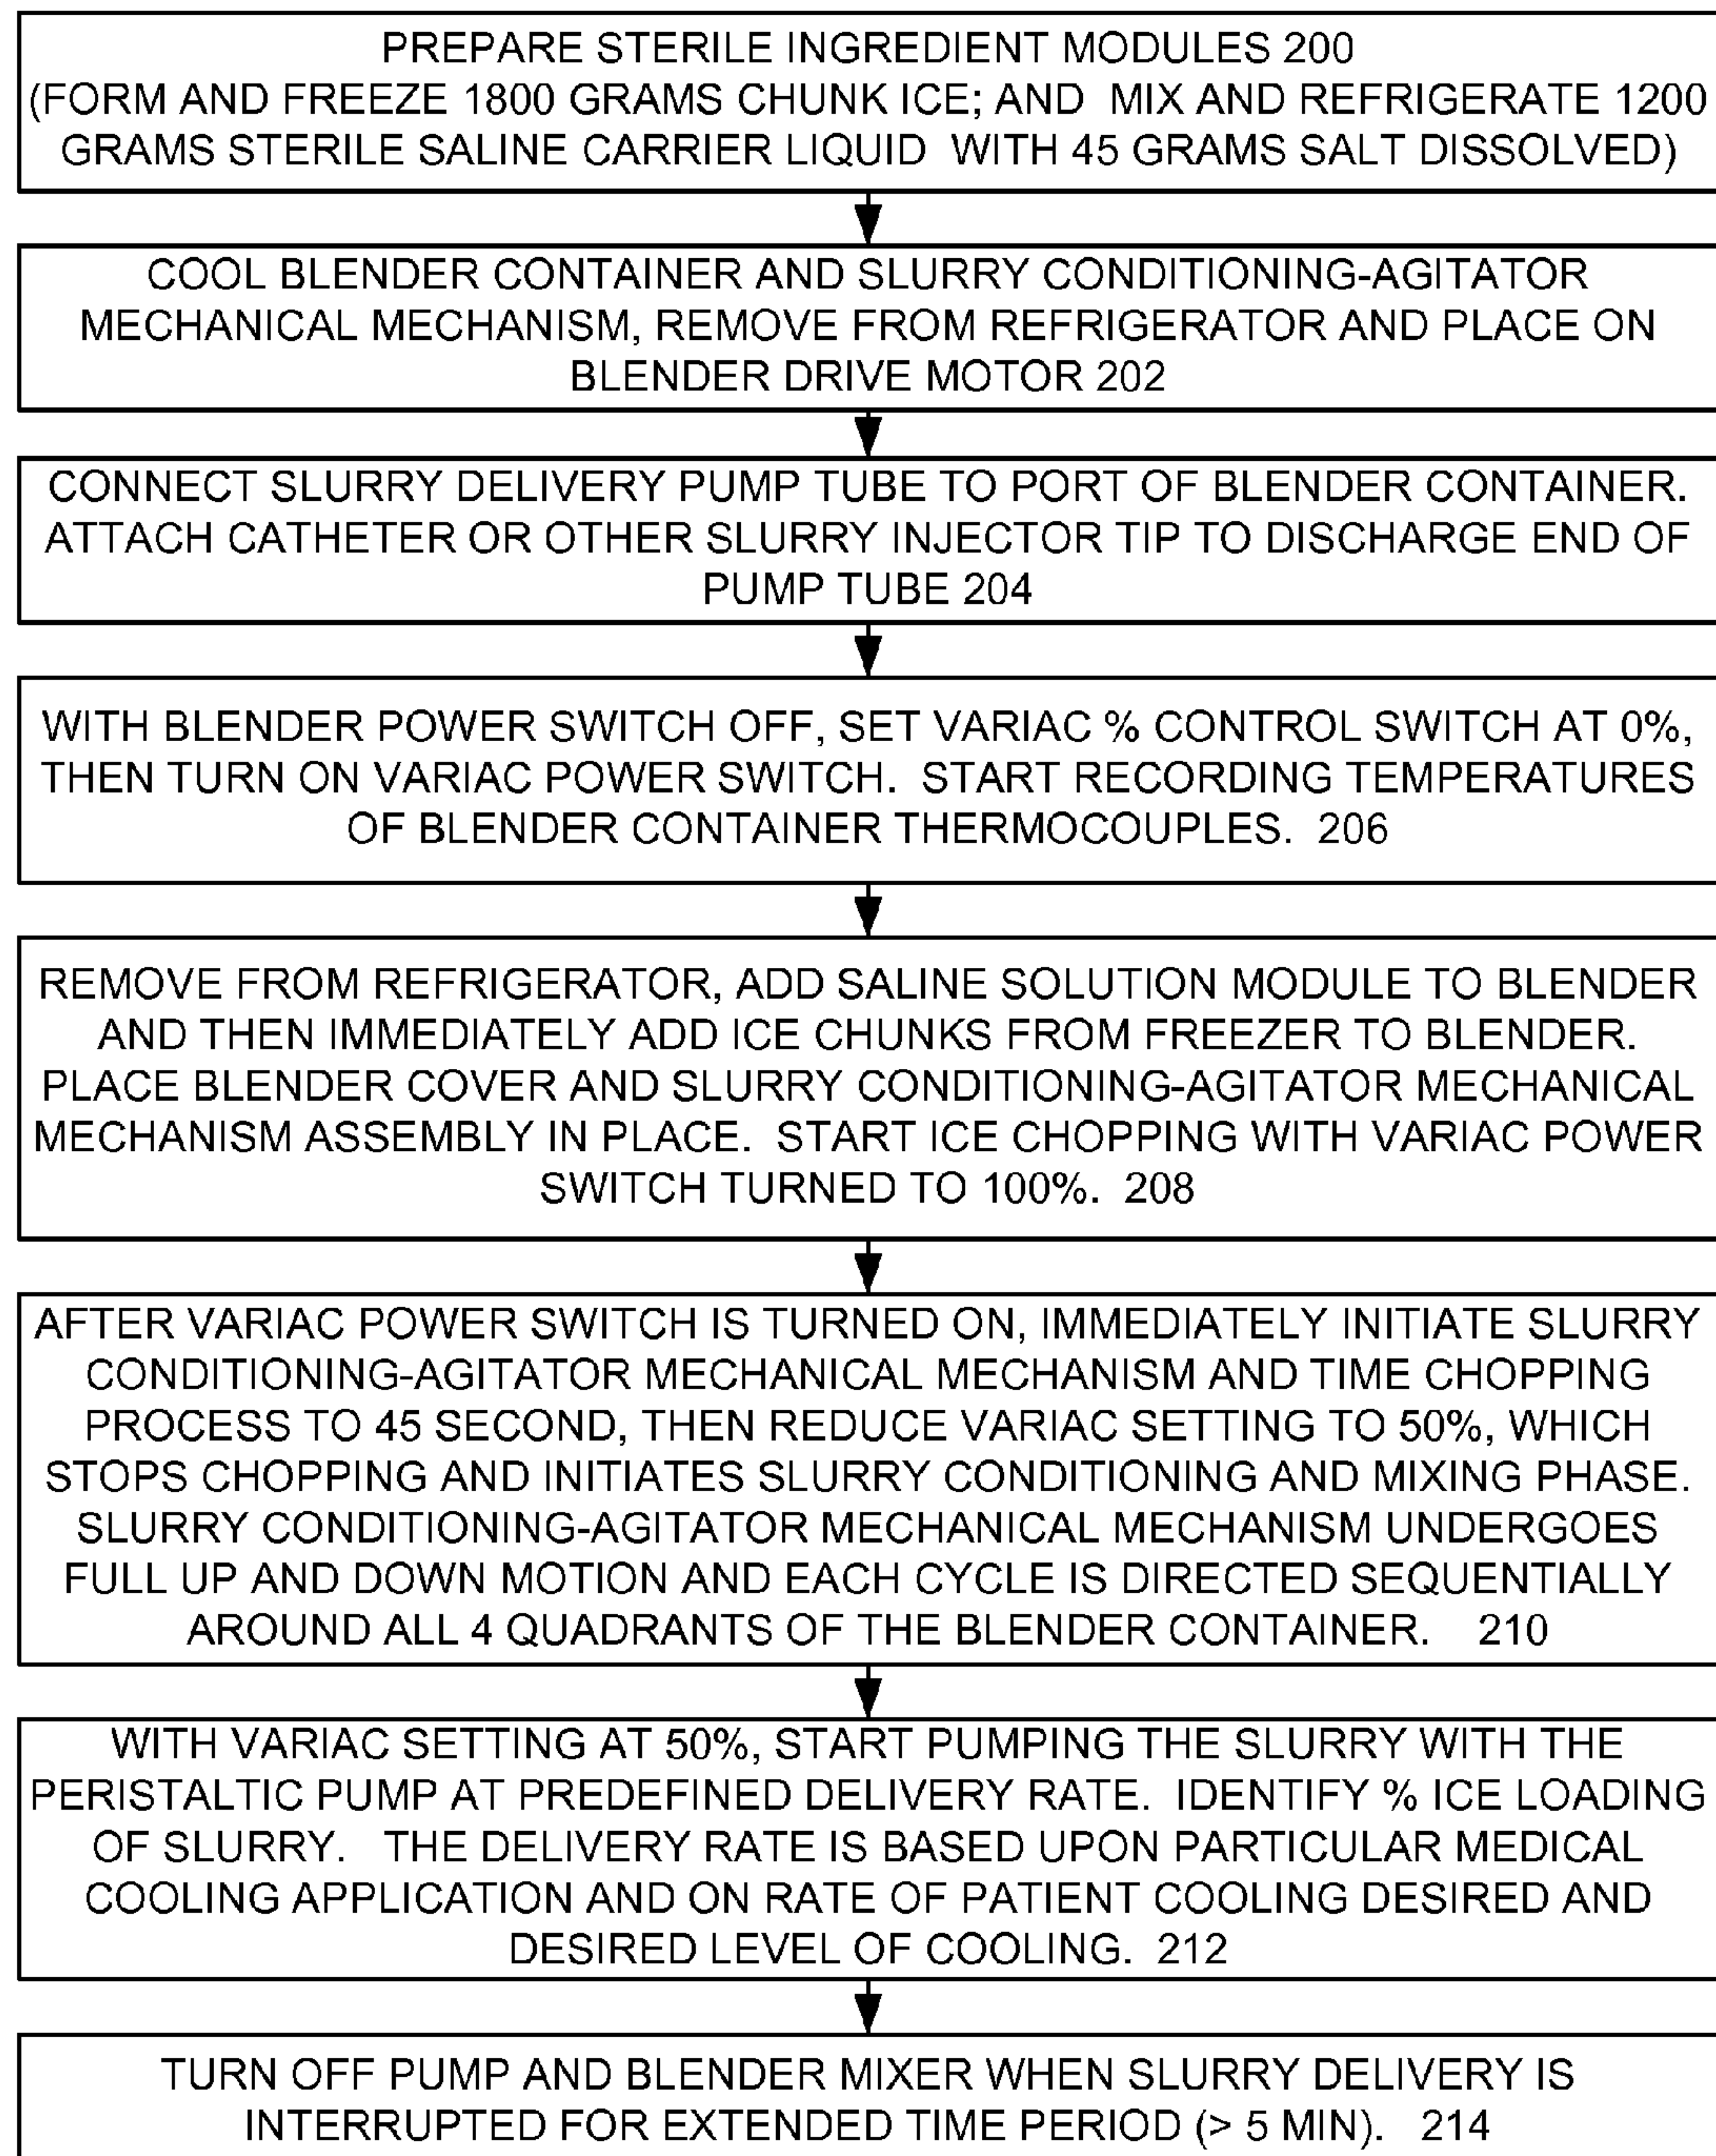 PREPARE STERILE INGREDIENT MODULES 200
(FORM AND FREEZE 1800 GRAMS CHUNK ICE; AND MIX AND REFRIGERATE 1200
GRAMS STERILE SALINE CARRIER LIQUID WITH 45 GRAMS SALT DISSOLVED)
COOL BLENDER CONTAINER AND SLURRY CONDITIONING-AGITATOR
MECHANICAL MECHANISM, REMOVE FROM REFRIGERATOR AND PLACE ON
BLENDER DRIVE MOTOR 202
CONNECT SLURRY DELIVERY PUMP TUBE TO PORT OF BLENDER CONTAINER.
ATTACH CATHETER OR OTHER SLURRY INJECTOR TIP TO DISCHARGE END OF
PUMP TUBE 204
WITH BLENDER POWER SWITCH OFF, SET VARIAC % CONTROL SWITCH AT 0%,
THEN TURN ON VARIAC POWER SWITCH. START RECORDING TEMPERATURES
OF BLENDER CONTAINER THERMOCOUPLES. 206
REMOVE FROM REFRIGERATOR, ADD SALINE SOLUTION MODULE TO BLENDER
AND THEN IMMEDIATELY ADD ICE CHUNKS FROM FREEZER TO BLENDER.
PLACE BLENDER COVER AND SLURRY CONDITIONING-AGITATOR MECHANICAL
MECHANISM ASSEMBLY IN PLACE. START ICE CHOPPING WITH VARIAC POWER
SWITCH TURNED TO 100%. 208
AFTER VARIAC POWER SWITCH IS TURNED ON, IMMEDIATELY INITIATE SLURRY
CONDITIONING-AGITATOR MECHANICAL MECHANISM AND TIME CHOPPING
PROCESS TO 45 SECOND, THEN REDUCE VARIAC SETTING TO 50%, WHICH
STOPS CHOPPING AND INITIATES SLURRY CONDITIONING AND MIXING PHASE.
SLURRY CONDITIONING-AGITATOR MECHANICAL MECHANISM UNDERGOES
FULL UP AND DOWN MOTION AND EACH CYCLE IS DIRECTED SEQUENTIALLY
AROUND ALL 4 QUADRANTS OF THE BLENDER CONTAINER. 210
WITH VARIAC SETTING AT 50%, START PUMPING THE SLURRY WITH THE
PERISTALTIC PUMP AT PREDEFINED DELIVERY RATE. IDENTIFY % ICE LOADING
OF SLURRY. THE DELIVERY RATE IS BASED UPON PARTICULAR MEDICAL
COOLING APPLICATION AND ON RATE OF PATIENT COOLING DESIRED AND
DESIRED LEVEL OF COOLING. 212
TURN OFF PUMP AND BLENDER MIXER WHEN SLURRY DELIVERY IS
INTERRUPTED FOR EXTENDED TIME PERIOD (> 5 MIN). 214